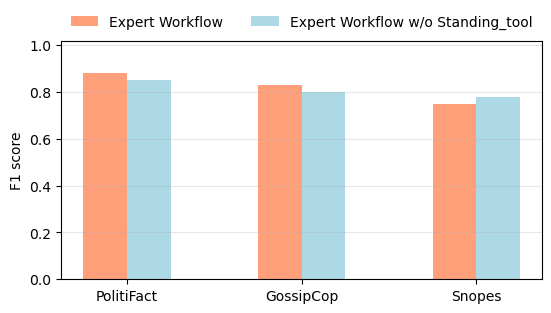 Expert Workflow
Expert Workflow w/o Standing_tool
1.0
0.8
0.6
0.4
0.2
0.0
F1 score
PolitiFact
GossipCop
Snopes